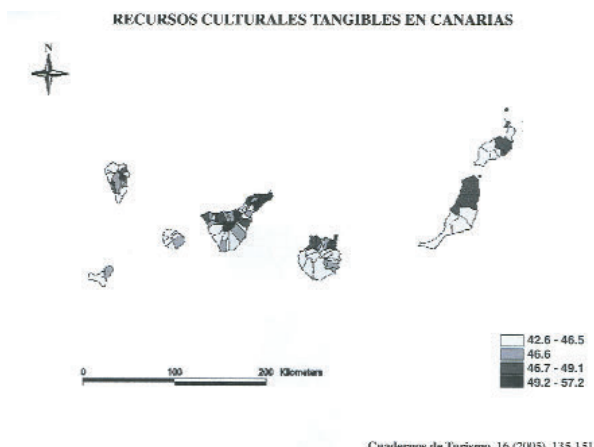 RECURSOS CULTURALES TANGIBLES EN CANARIAS
N
0 100 200 Kilometers
42.6 - 46.5
46.6
46.7 - 49.1
49.2 - 57.2
Cuadernos de Turismo, 16 (2005), 135-151